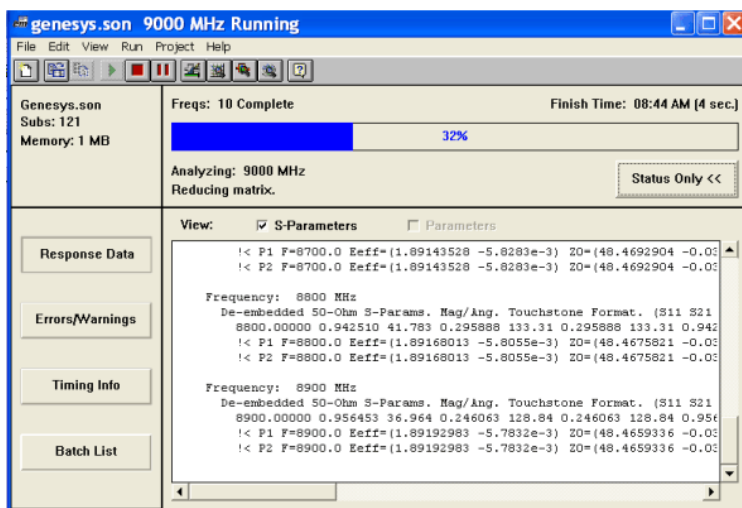 genesys.son 9000 MHz Running
File Edit View Run Project Help
Genesys.son
Subs: 121
Memory: 1 MB
Freqs: 10 Complete
Finish Time: 08:44 AM (4 sec.)
32%
Analyzing: 9000 MHz
Reducing matrix.
Status Only <<
Response Data
Errors/Warnings
Timing Info
Batch List
View: S-Parameters Parameters
!< P1 F=8700.0 Eeff=(1.89143528 -5.8283e-3) Z0=(48.4692904 -0.03
!< P2 F=8700.0 Eeff=(1.89143528 -5.8283e-3) Z0=(48.4692904 -0.03
Frequency: 8800 MHz
De-embedded 50-Ohm S-Params. Mag/Ang. Touchstone Format. (S11 S21
8800.00000 0.942510 41.783 0.295888 133.31 0.295888 133.31 0.942
!< P1 F=8800.0 Eeff=(1.89168013 -5.8055e-3) Z0=(48.4675821 -0.03
!< P2 F=8800.0 Eeff=(1.89168013 -5.8055e-3) Z0=(48.4675821 -0.03
Frequency: 8900 MHz
De-embedded 50-Ohm S-Params. Mag/Ang. Touchstone Format. (S11 S21
8900.00000 0.956453 36.964 0.246063 128.84 0.246063 128.84 0.956
!< P1 F=8900.0 Eeff=(1.89192983 -5.7832e-3) Z0=(48.4659336 -0.03
!< P2 F=8900.0 Eeff=(1.89192983 -5.7832e-3) Z0=(48.4659336 -0.03